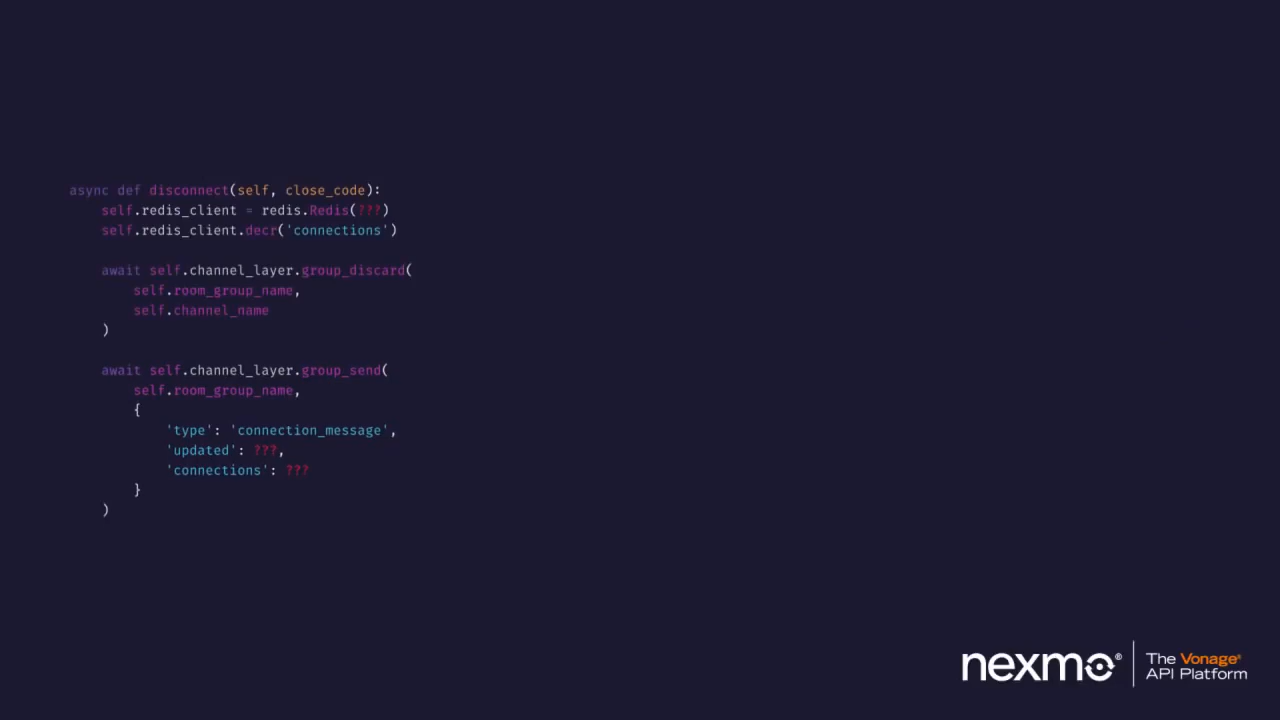 async def disconnect(self, close_code):
    self.redis_client = redis.Redis(???)
    self.redis_client.decr('connections')

    await self.channel_layer.group_discard(
        self.room_group_name,
        self.channel_name
    )

    await self.channel_layer.group_send(
        self.room_group_name,
        {
            'type': 'connection_message',
            'updated': ???,
            'connections': ???
        }
    )
nexmo®
The Vonage®
API Platform